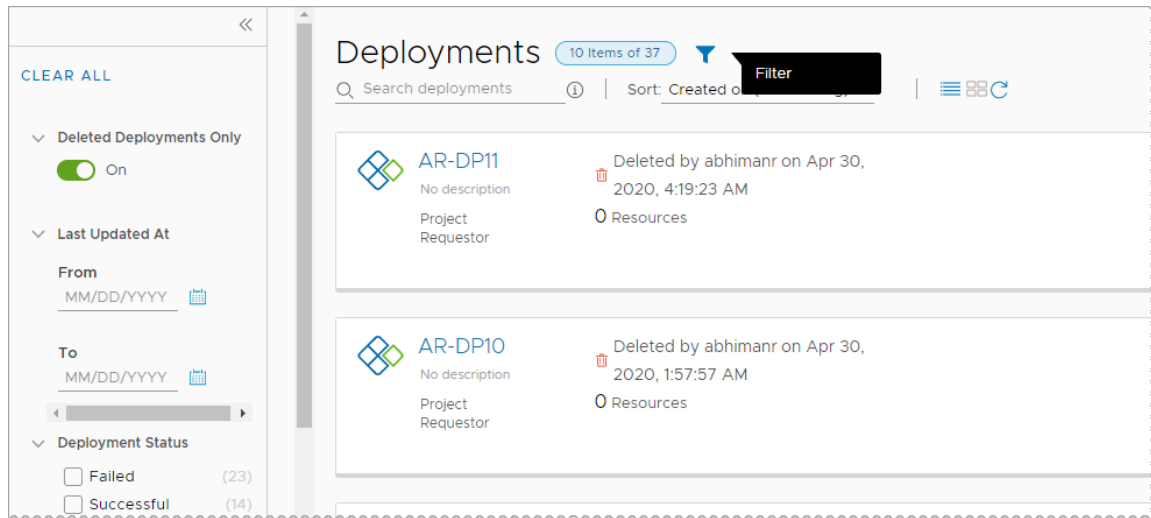 CLEAR ALL
Deleted Deployments Only
On
Last Updated At
From
MM/DD/YYYY
To
MM/DD/YYYY
Deployment Status
Failed (23)
Successful (14)
Deployments 10 Items of 37
Filter
Search deployments Sort: Created
AR-DP11
No description
Project
Requestor
Deleted by abhimanr on Apr 30,
2020, 4:19:23 AM
0 Resources
AR-DP10
No description
Project
Requestor
Deleted by abhimanr on Apr 30,
2020, 1:57:57 AM
0 Resources